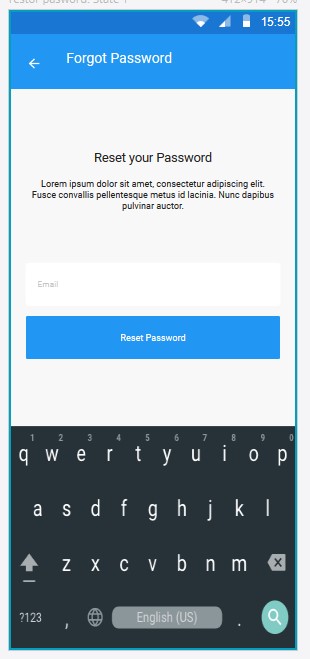 restor pasword: State 1 412×914 76%
15:55
Forgot Password
Reset your Password
Lorem ipsum dolor sit amet, consectetur adipiscing elit.
Fusce convallis pellentesque metus id lacinia. Nunc dapibus
pulvinar auctor.
Email
Reset Password
1 2 3 4 5 6 7 8 9 0
q w e r t y u i o p
a s d f g h j k l
z x c v b n m
?123 , English (US) .